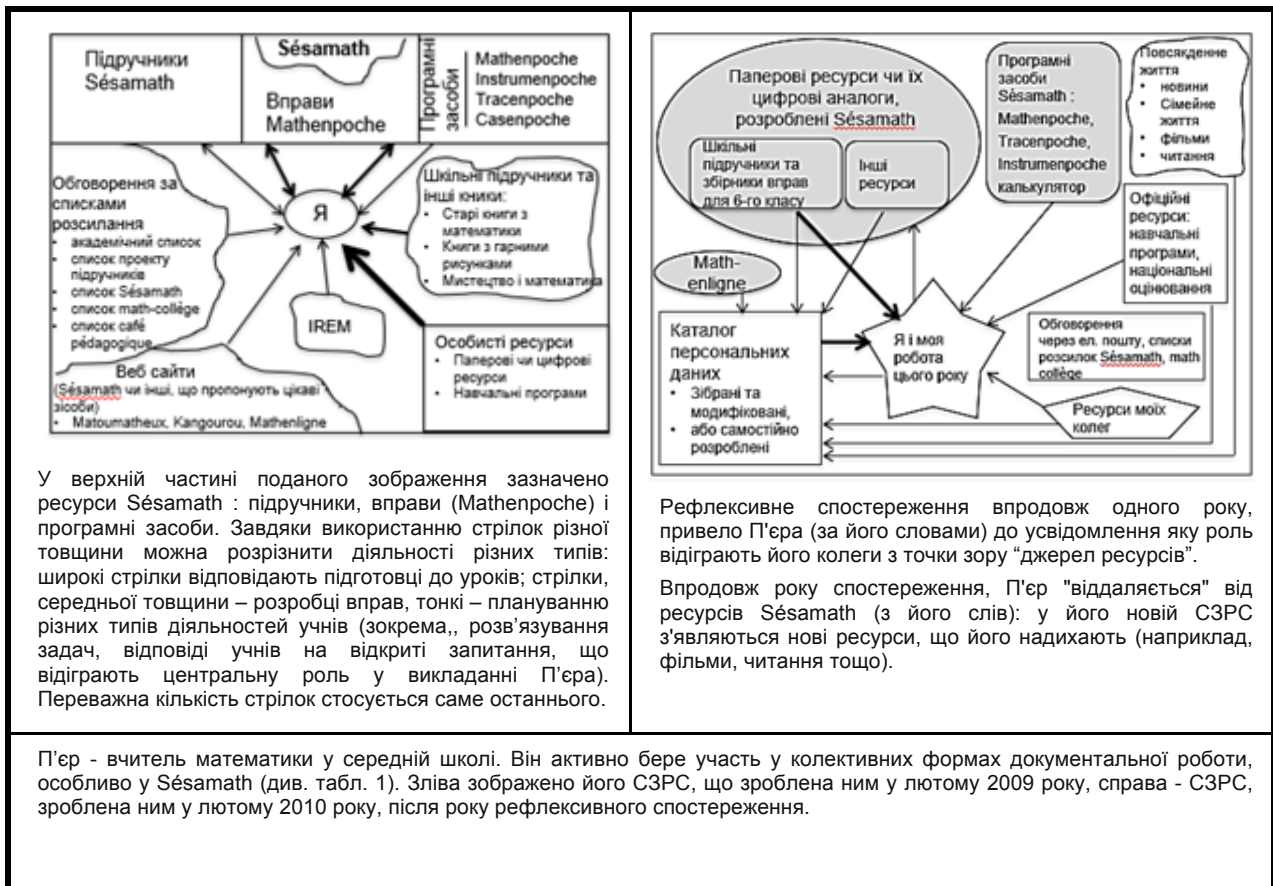 Підручники
Sésamath
Sésamath
Вправи
Mathenpoche
Програмні
засоби
Mathenpoche
Instrumenpoche
Tracenpoche
Casenpoche
Обговорення за
списками
розсилання
• академічний список
• список проекту
підручників
• список Sésamath
• список math-collège
• список café
pédagogique
Я
Шкільні підручники та
інші кники:
• Старі книги з
математики
• Книги з гарними
рисунками
• Мистецтво і математика
IREM
Особисті ресурси
• Паперові чи цифрові
ресурси
• Навчальні програми
Веб сайти
(Sésamath чи інші, що пропонують цікаві
зісоби)
• Matoumatheux, Kangourou, Mathenligne
У верхній частині поданого зображення зазначено
ресурси Sésamath : підручники, вправи (Mathenpoche) і
програмні засоби. Завдяки використанню стрілок різної
товщини можна розрізнити діяльності різних типів:
широкі стрілки відповідають підготовці до уроків; стрілки,
середньої товщини – розробці вправ, тонкі – плануванню
різних типів діяльностей учнів (зокрема,, розв’язування
задач, відповіді учнів на відкриті запитання, що
відіграють центральну роль у викладанні П’єра).
Переважна кількість стрілок стосується саме останнього.
Паперові ресурси чи їх
цифрові аналоги,
розроблені Sésamath
Шкільні
підручники та
збірники вправ
для 6-го класу
Інші
ресурси
Програмні
засоби
Sésamath :
Mathenpoche,
Tracenpoche,
Instrumenpoche
калькулятор
Повсякденне
життя
• новини
• Сімейне
життя
• фільми
• читання
Офіційні
ресурси:
навчальні
програми,
національні
оцінювання
Math-
enligne
Каталог
персональних
даних
• Зібрані та
модифіковані,
• або самостійно
розроблені
Я і моя
робота
цього року
Обговорення
через ел. пошту, списки
розсилок Sésamath, math
collège
Ресурси моїх
колег
Рефлексивне спостереження впродовж одного року,
привело П'єра (за його словами) до усвідомлення яку роль
відіграють його колеги з точки зору “джерел ресурсів”.
Впродовж року спостереження, П'єр "віддаляється" від
ресурсів Sésamath (з його слів): у його новій СЗРС
з'являються нові ресурси, що його надихають (наприклад,
фільми, читання тощо).
П’єр - вчитель математики у середній школі. Він активно бере участь у колективних формах документальної роботи,
особливо у Sésamath (див. табл. 1). Зліва зображено його СЗРС, що зроблена ним у лютому 2009 року, справа - СЗРС,
зроблена ним у лютому 2010 року, після року рефлексивного спостереження.